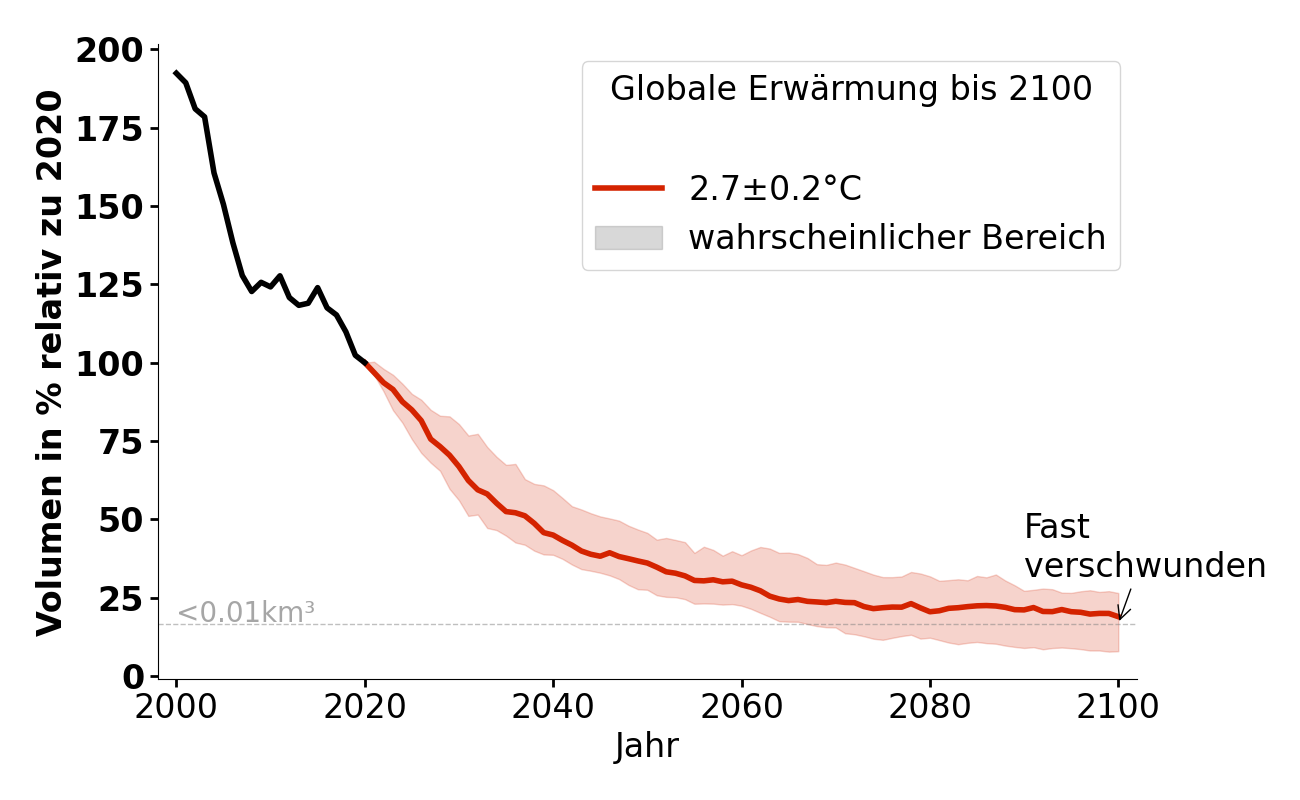 Volumen in % relativ zu 2020
200
175
150
125
100
75
50
25
0
Globale Erwärmung bis 2100
2.7±0.2°C
wahrscheinlicher Bereich
Fast
verschwunden
<0.01km³
2000 2020 2040 2060 2080 2100
Jahr